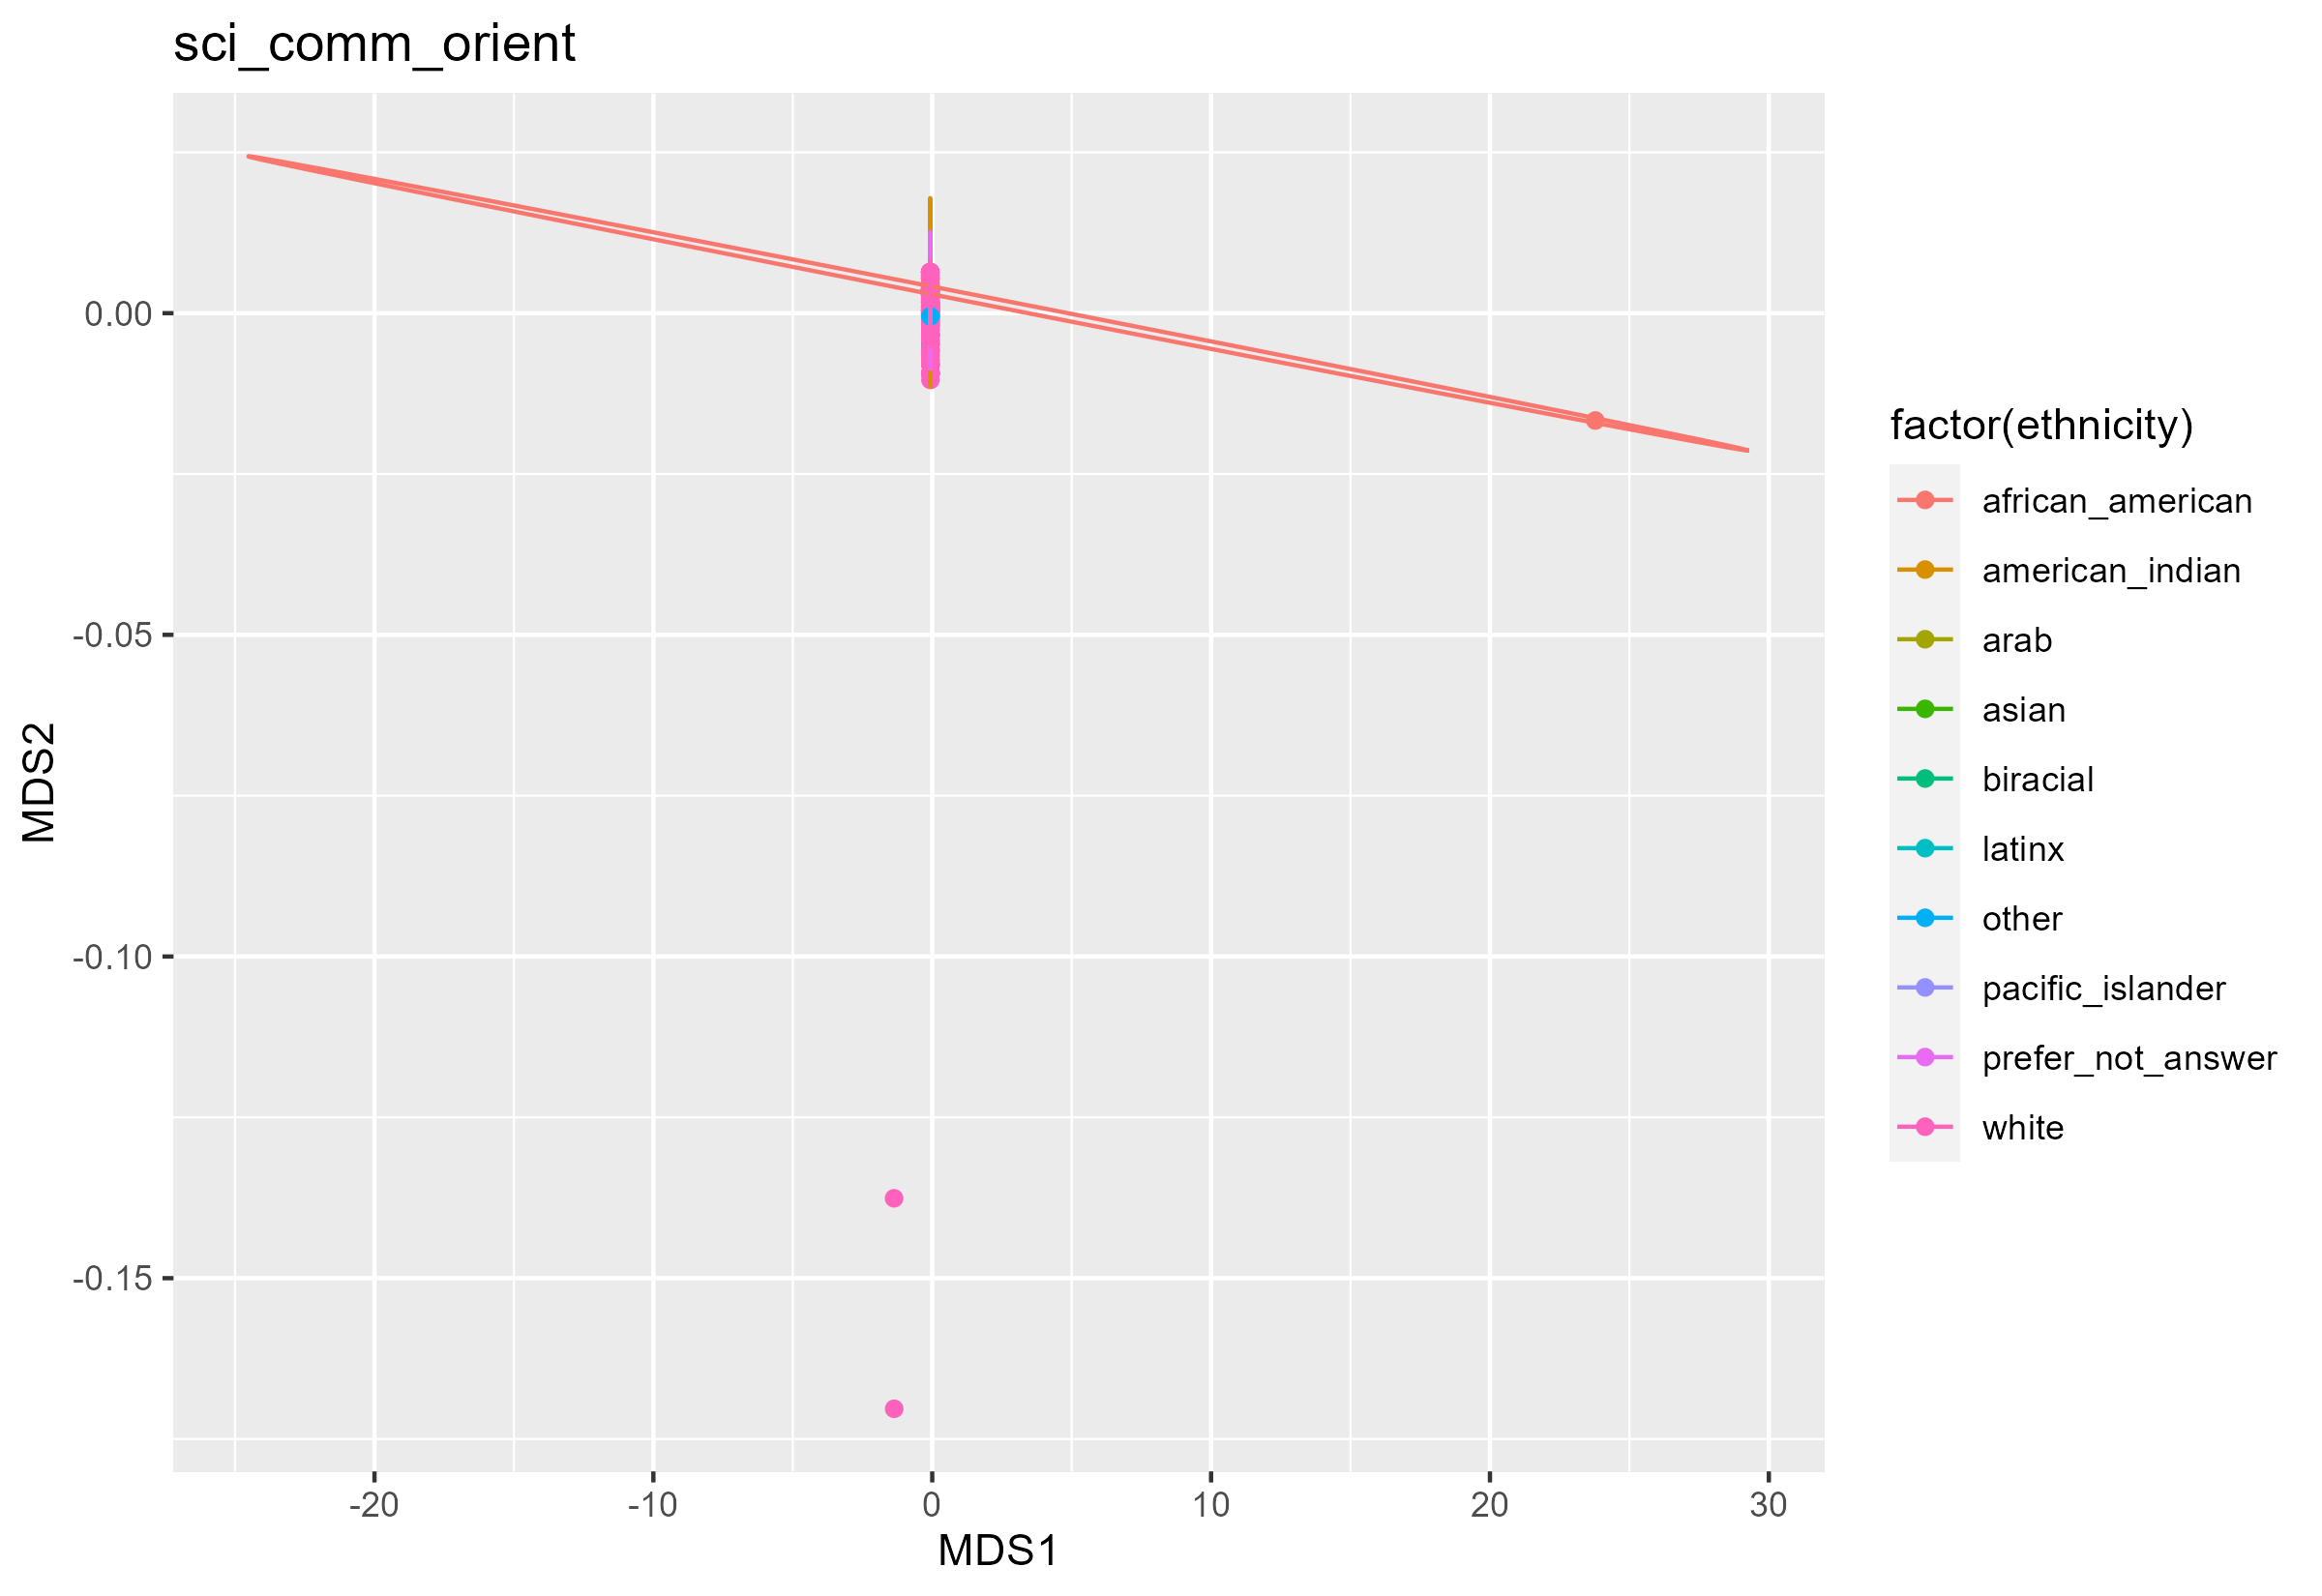 sci_comm_orient
0.00
-0.05
-0.10
-0.15
MDS2
-20
-10
0
10
20
30
MDS1
factor(ethnicity)
african_american
american_indian
arab
asian
biracial
latinx
other
pacific_islander
prefer_not_answer
white